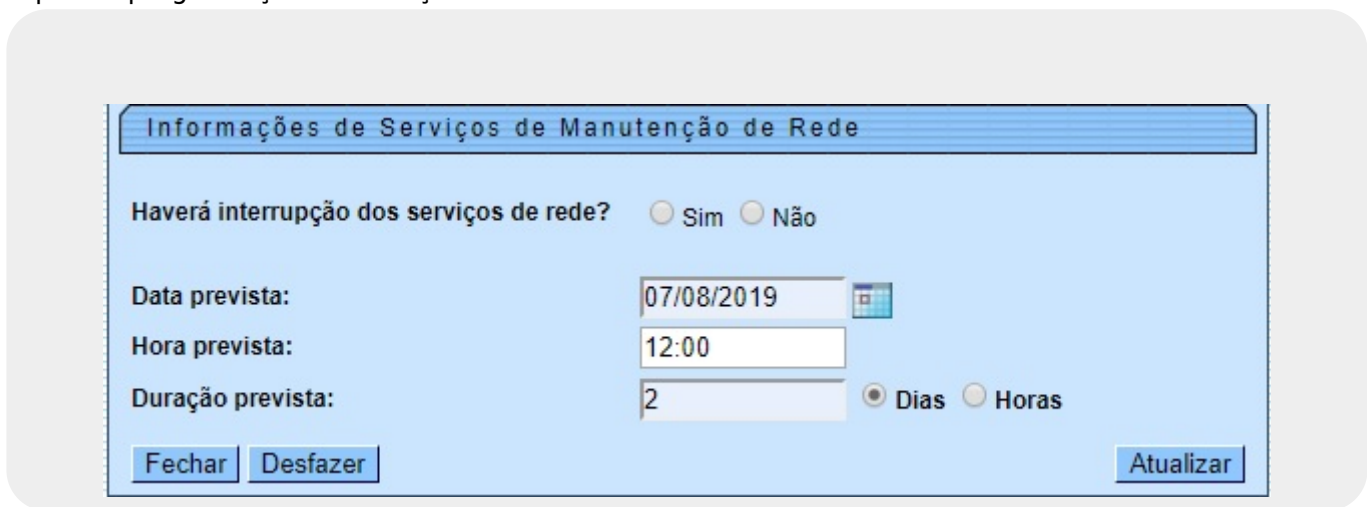 Informações de Serviços de Manutenção de Rede
Haverá interrupção dos serviços de rede? Sim Não
Data prevista: 07/08/2019
Hora prevista: 12:00
Duração prevista: 2 Dias Horas
Fechar Desfazer Atualizar